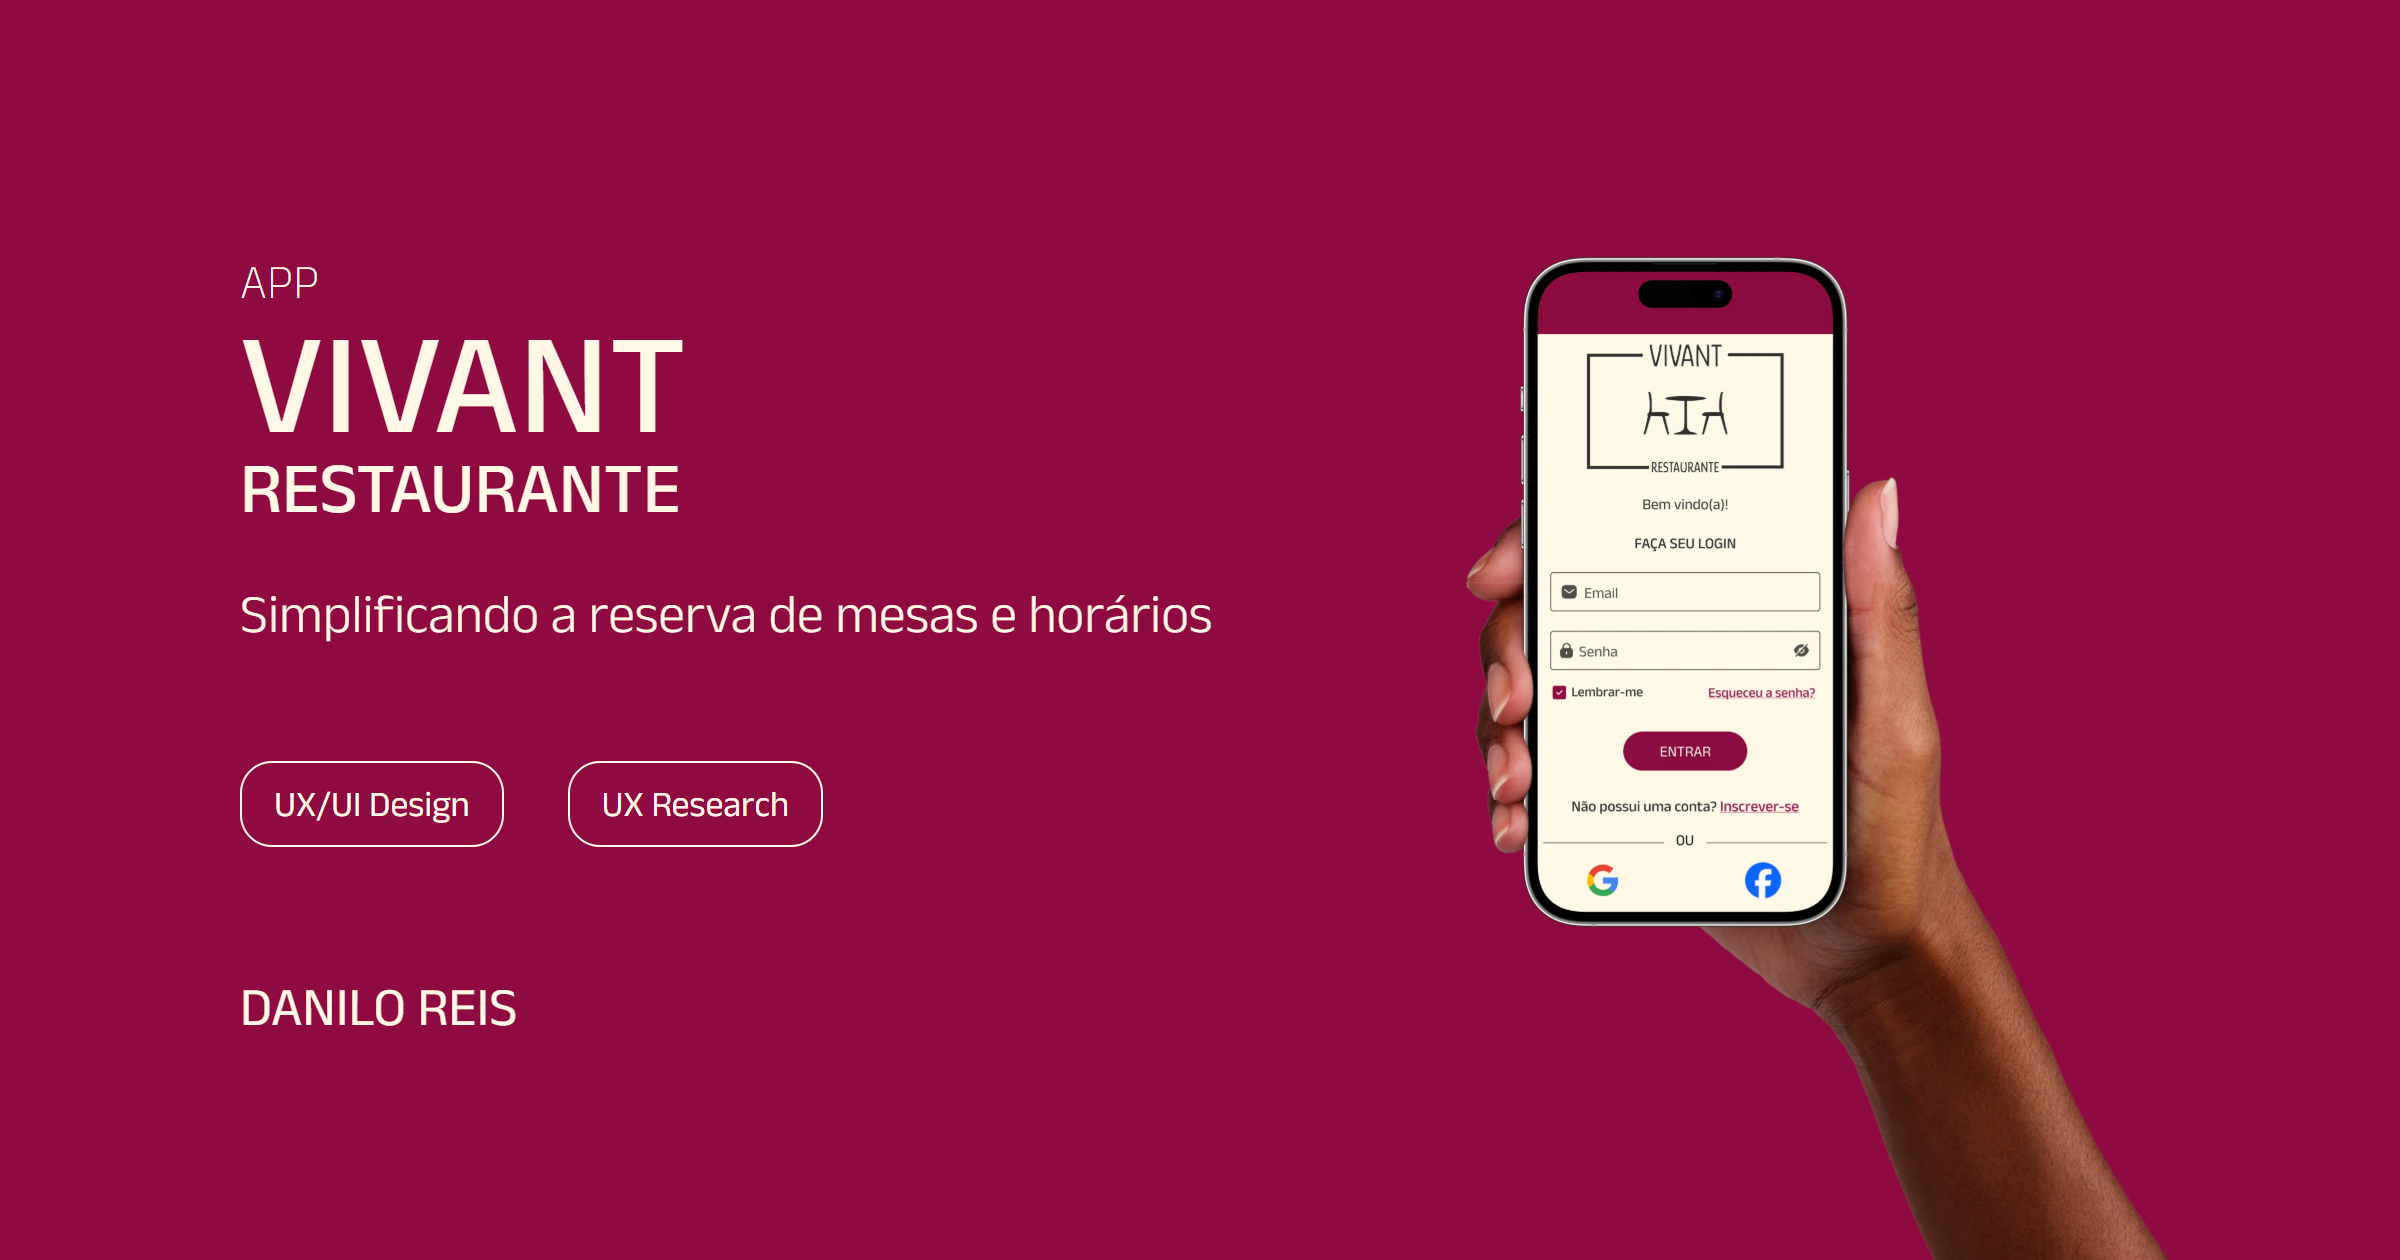 APP
VIVANT
RESTAURANTE
Simplificando a reserva de mesas e horários
UX/UI Design
UX Research
DANILO REIS
VIVANT
RESTAURANTE
Bem vindo(a)!
FAÇA SEU LOGIN
Email
Senha
Lembrar-me Esqueceu a senha?
ENTRAR
Não possui uma conta? Inscrever-se
OU